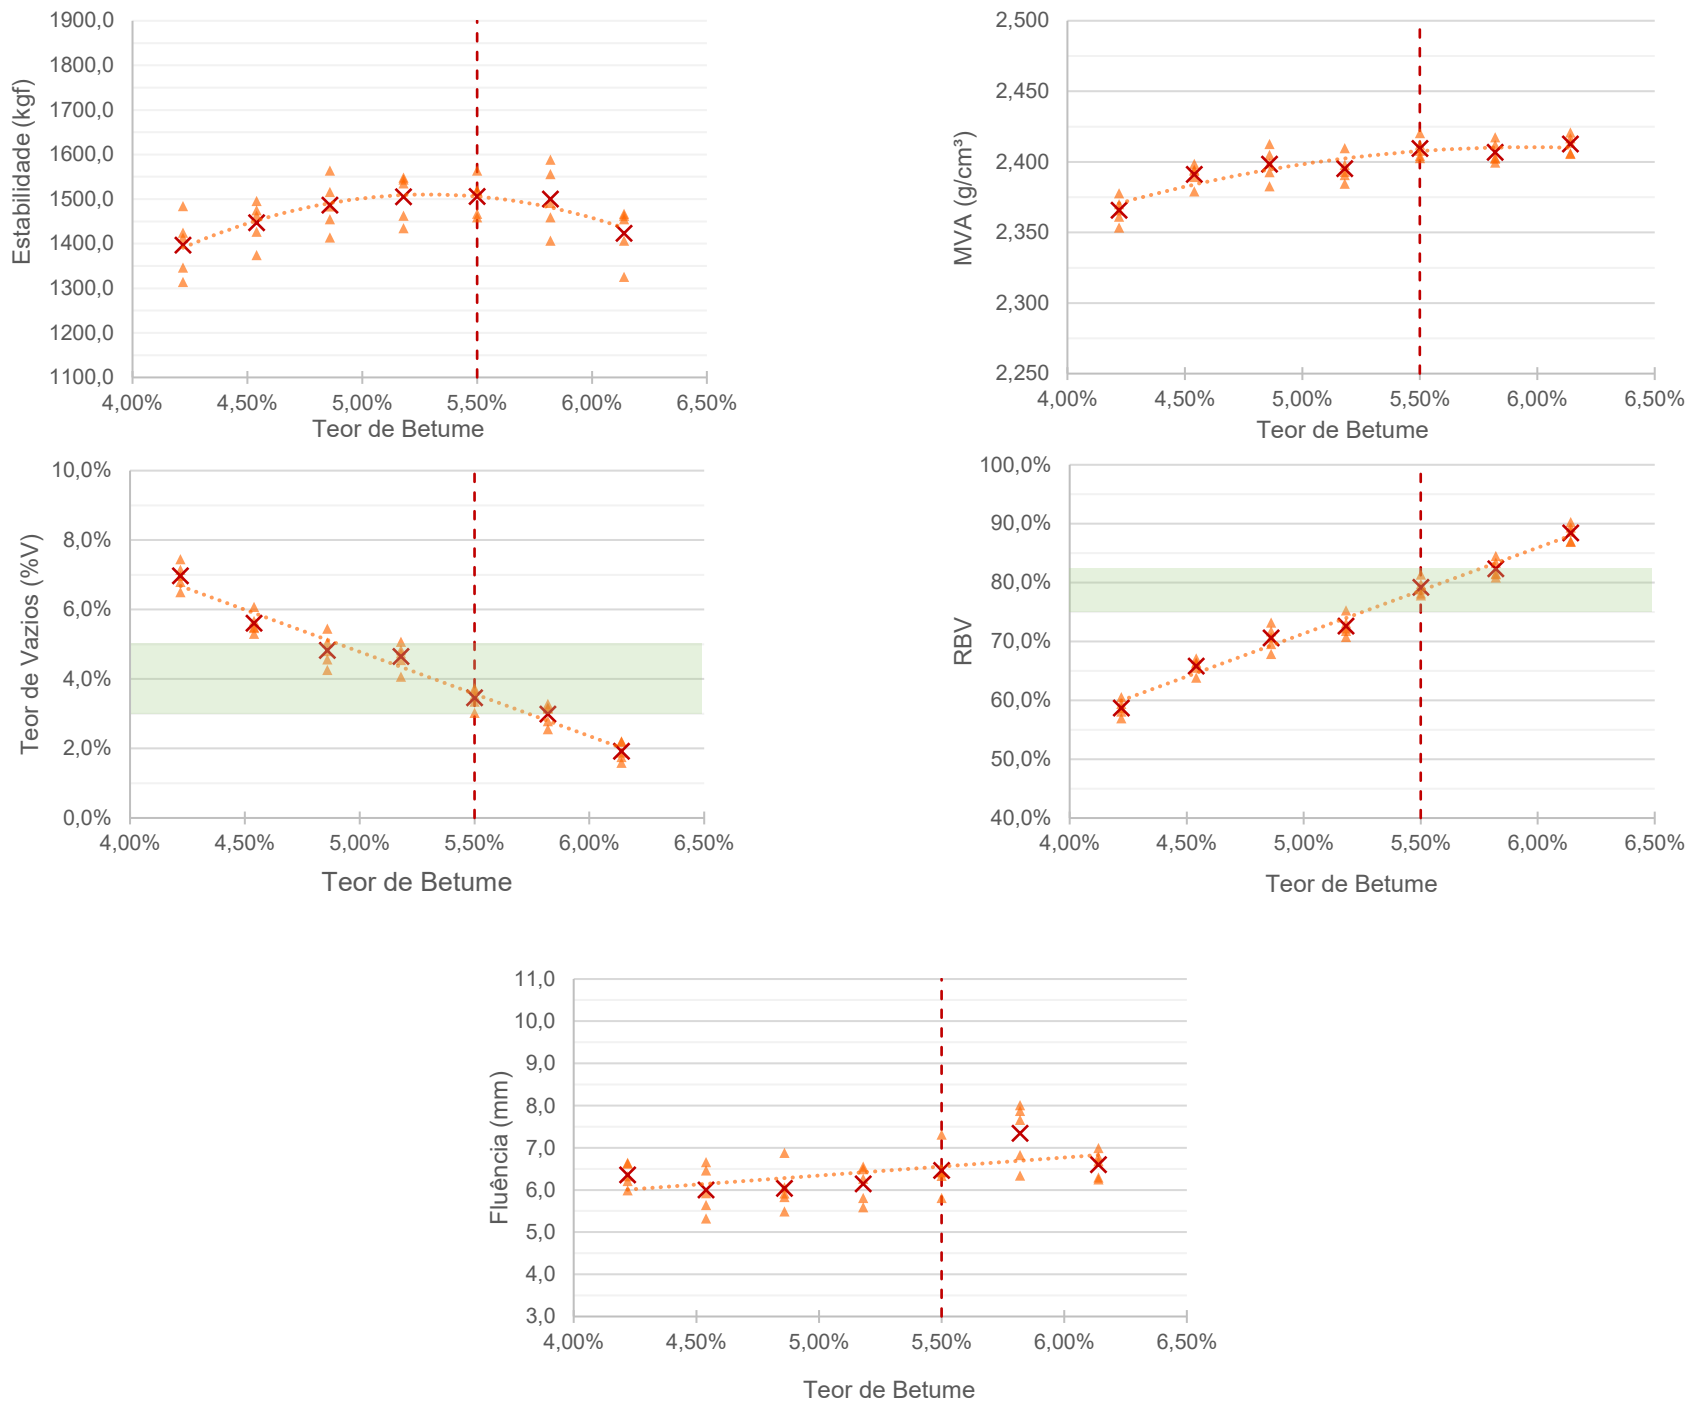 Estabilidade (kgf)
1900,0
1800,0
1700,0
1600,0
1500,0
1400,0
1300,0
1200,0
1100,0
4,00% 4,50% 5,00% 5,50% 6,00% 6,50%
Teor de Betume
MVA (g/cm³)
2,500
2,450
2,400
2,350
2,300
2,250
4,00% 4,50% 5,00% 5,50% 6,00% 6,50%
Teor de Betume
Teor de Vazios (%V)
10,0%
8,0%
6,0%
4,0%
2,0%
0,0%
4,00% 4,50% 5,00% 5,50% 6,00% 6,50%
Teor de Betume
RBV
100,0%
90,0%
80,0%
70,0%
60,0%
50,0%
40,0%
4,00% 4,50% 5,00% 5,50% 6,00% 6,50%
Teor de Betume
Fluência (mm)
11,0
10,0
9,0
8,0
7,0
6,0
5,0
4,0
3,0
4,00% 4,50% 5,00% 5,50% 6,00% 6,50%
Teor de Betume